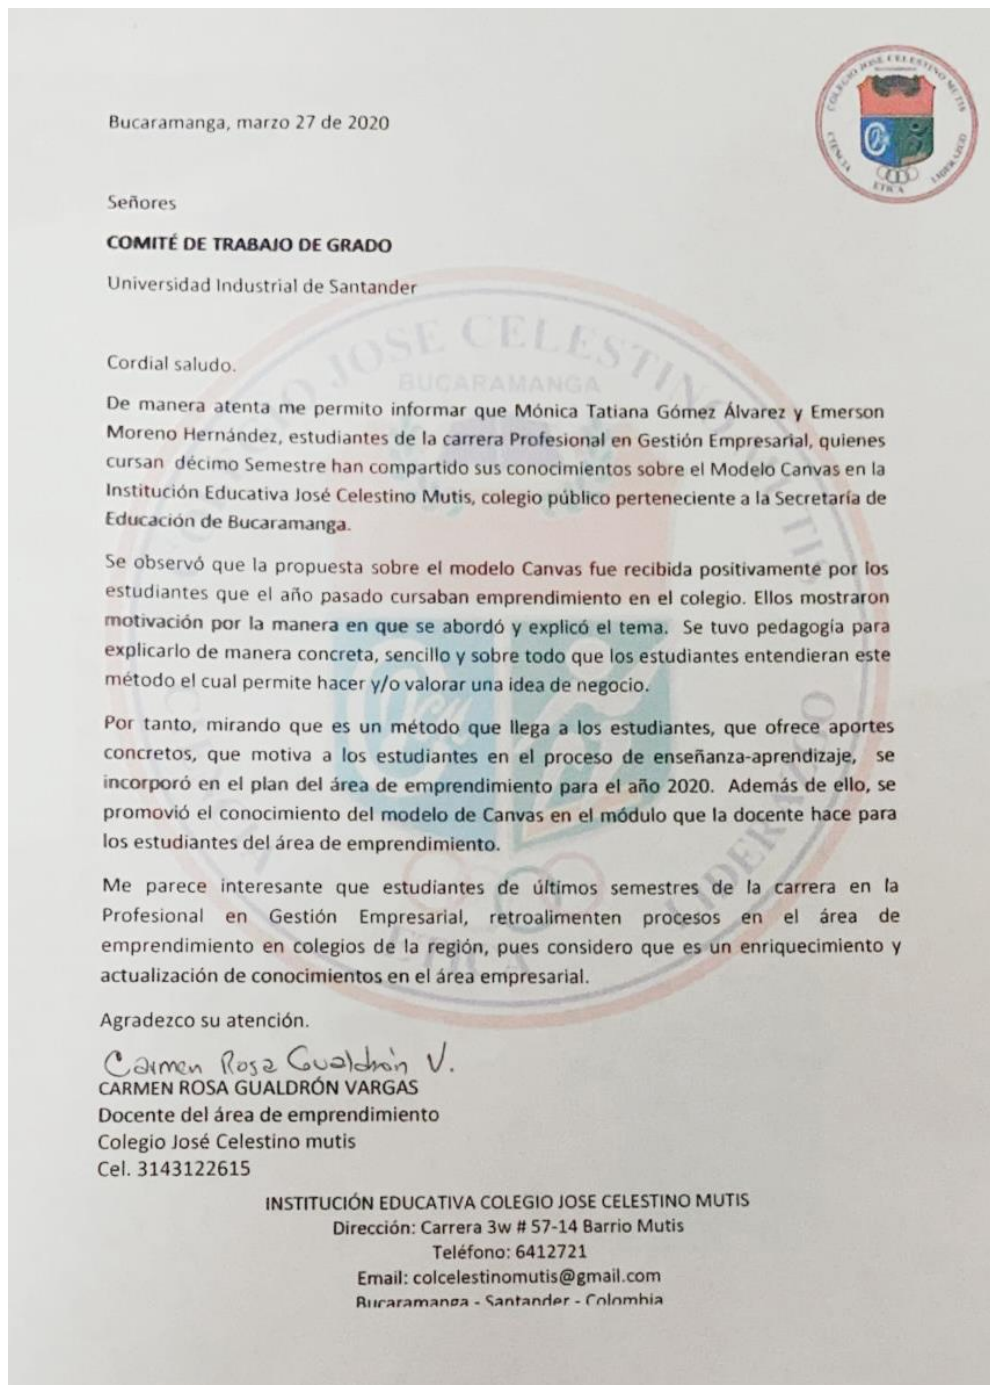 COLEGIO JOSE CELESTINO MUTIS
CIENCIA ETICA LIDERAZGO
Bucaramanga, marzo 27 de 2020
Señores
COMITÉ DE TRABAJO DE GRADO
Universidad Industrial de Santander
JOSE CELESTINO MUTIS
BUCARAMANGA
LIDERAZGO
ETICA
Cordial saludo.
De manera atenta me permito informar que Mónica Tatiana Gómez Álvarez y Emerson
Moreno Hernández, estudiantes de la carrera Profesional en Gestión Empresarial, quienes
cursan décimo Semestre han compartido sus conocimientos sobre el Modelo Canvas en la
Institución Educativa José Celestino Mutis, colegio público perteneciente a la Secretaría de
Educación de Bucaramanga.
Se observó que la propuesta sobre el modelo Canvas fue recibida positivamente por los
estudiantes que el año pasado cursaban emprendimiento en el colegio. Ellos mostraron
motivación por la manera en que se abordó y explicó el tema. Se tuvo pedagogía para
explicarlo de manera concreta, sencillo y sobre todo que los estudiantes entendieran este
método el cual permite hacer y/o valorar una idea de negocio.
Por tanto, mirando que es un método que llega a los estudiantes, que ofrece aportes
concretos, que motiva a los estudiantes en el proceso de enseñanza-aprendizaje, se
incorporó en el plan del área de emprendimiento para el año 2020. Además de ello, se
promovió el conocimiento del modelo de Canvas en el módulo que la docente hace para
los estudiantes del área de emprendimiento.
Me parece interesante que estudiantes de últimos semestres de la carrera en la
Profesional en Gestión Empresarial, retroalimenten procesos en el área de
emprendimiento en colegios de la región, pues considero que es un enriquecimiento y
actualización de conocimientos en el área empresarial.
Agradezco su atención.
Carmen Rosa Gualdrón V.
CARMEN ROSA GUALDRÓN VARGAS
Docente del área de emprendimiento
Colegio José Celestino mutis
Cel. 3143122615
INSTITUCIÓN EDUCATIVA COLEGIO JOSE CELESTINO MUTIS
Dirección: Carrera 3w # 57-14 Barrio Mutis
Teléfono: 6412721
Email: colcelestinomutis@gmail.com
Bucaramanga - Santander - Colombia